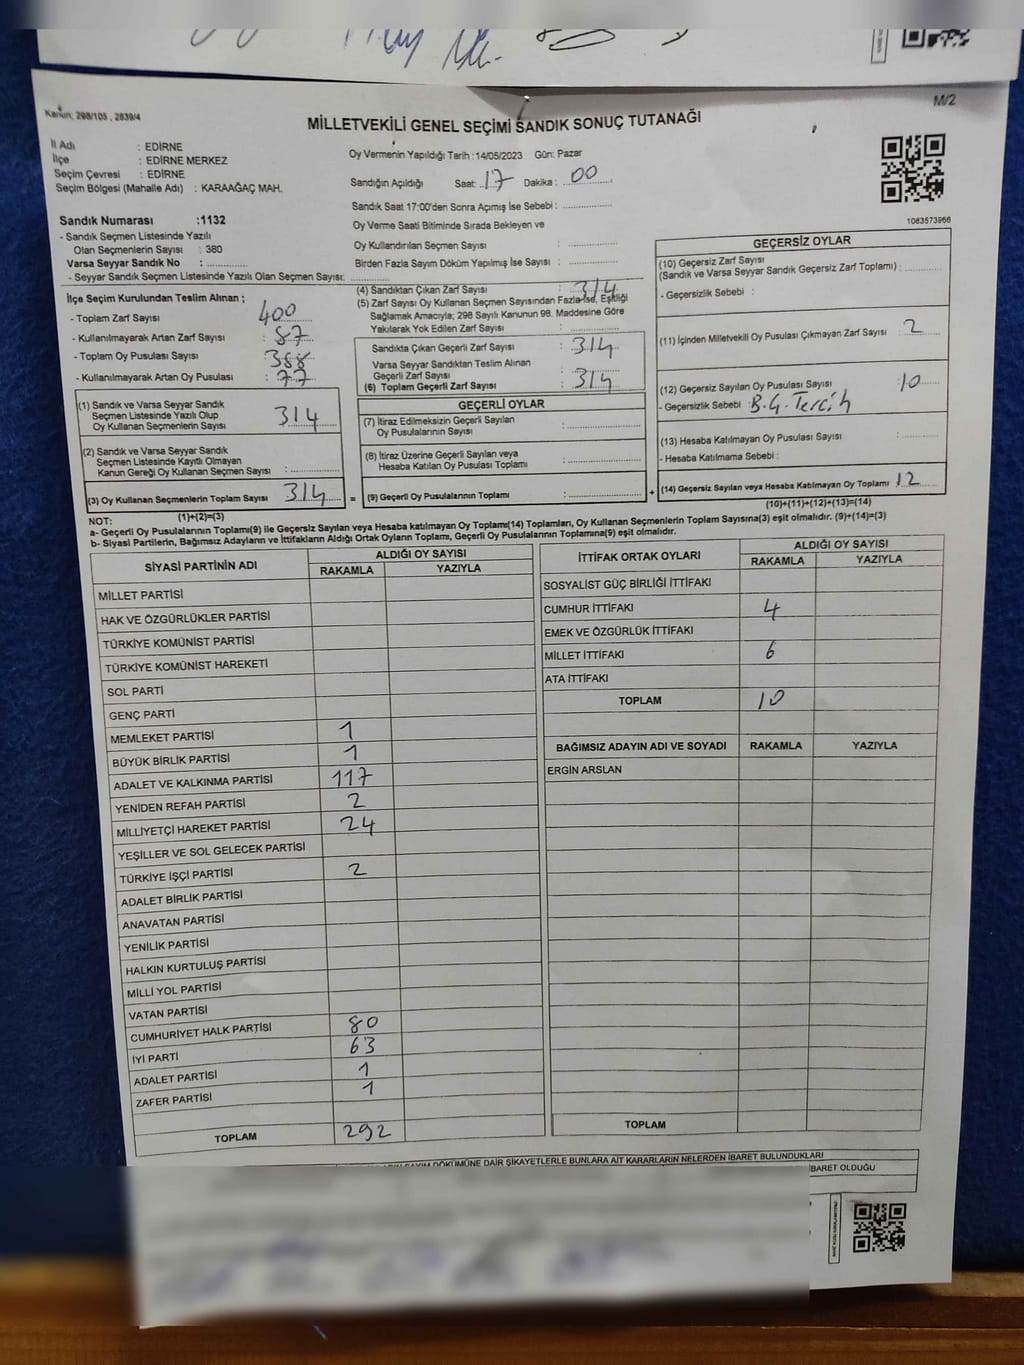 Kanun: 298/105 , 2839/4
M/2
MİLLETVEKİLİ GENEL SEÇİMİ SANDIK SONUÇ TUTANAĞI
İl Adı : EDİRNE
İlçe : EDİRNE MERKEZ
Seçim Çevresi : EDİRNE
Seçim Bölgesi (Mahalle Adı) : KARAAĞAÇ MAH.
Sandık Numarası :1132
- Sandık Seçmen Listesinde Yazılı
Olan Seçmenlerin Sayısı : 380
Varsa Seyyar Sandık No :
- Seyyar Sandık Seçmen Listesinde Yazılı Olan Seçmen Sayısı:
Oy Vermenin Yapıldığı Tarih :14/05/2023 Gün: Pazar
Sandığın Açıldığı Saat: 17 Dakika : 00
Sandık Saat 17:00'den Sonra Açımış İse Sebebi :
Oy Verme Saati Bitiminde Sırada Bekleyen ve
Oy Kullandırılan Seçmen Sayısı :
Birden Fazla Sayım Döküm Yapılmış İse Sayısı :
1083573966
İlçe Seçim Kurulundan Teslim Alınan ;
- Toplam Zarf Sayısı : 400
- Kullanılmayarak Artan Zarf Sayısı : 87
- Toplam Oy Pusulası Sayısı : 388
- Kullanılmayarak Artan Oy Pusulası : 77
(1) Sandık ve Varsa Seyyar Sandık
Seçmen Listesinde Yazılı Olup
Oy Kullanan Seçmenlerin Sayısı : 314
(2) Sandık ve Varsa Seyyar Sandık
Seçmen Listesinde Kayıtlı Olmayan
Kanun Gereği Oy Kullanan Seçmen Sayısı :
(3) Oy Kullanan Seçmenlerin Toplam Sayısı : 314
(1)+(2)=(3)
(4) Sandıktan Çıkan Zarf Sayısı : 314
(5) Zarf Sayısı Oy Kullanan Seçmen Sayısından Fazla İse, Eşitliği
Sağlamak Amacıyla; 298 Sayılı Kanunun 98. Maddesine Göre
Yakılarak Yok Edilen Zarf Sayısı :
Sandıkta Çıkan Geçerli Zarf Sayısı : 314
Varsa Seyyar Sandıktan Teslim Alınan
Geçerli Zarf Sayısı :
(6) Toplam Geçerli Zarf Sayısı : 314
GEÇERLİ OYLAR
(7) İtiraz Edilmeksizin Geçerli Sayılan
Oy Pusulalarının Sayısı :
(8) İtiraz Üzerine Geçerli Sayılan veya
Hesaba Katılan Oy Pusulası Toplamı :
= (9) Geçerli Oy Pusulalarının Toplamı :
GEÇERSİZ OYLAR
(10) Geçersiz Zarf Sayısı
(Sandık ve Varsa Seyyar Sandık Geçersiz Zarf Toplamı) :
- Geçersizlik Sebebi :
(11) İçinden Milletvekili Oy Pusulası Çıkmayan Zarf Sayısı : 2
(12) Geçersiz Sayılan Oy Pusulası Sayısı : 10
- Geçersizlik Sebebi B.G. Tercih
(13) Hesaba Katılmayan Oy Pusulası Sayısı :
- Hesaba Katılmama Sebebi :
+ (14) Geçersiz Sayılan veya Hesaba Katılmayan Oy Toplamı : 12
(10)+(11)+(12)+(13)=(14)
NOT:
a- Geçerli Oy Pusulalarının Toplamı(9) ile Geçersiz Sayılan veya Hesaba katılmayan Oy Toplamı(14) Toplamları, Oy Kullanan Seçmenlerin Toplam Sayısına(3) eşit olmalıdır. (9)+(14)=(3)
b- Siyasi Partilerin, Bağımsız Adayların ve İttifakların Aldığı Ortak Oyların Toplamı, Geçerli Oy Pusulalarının Toplamına(9) eşit olmalıdır.
SİYASİ PARTİNİN ADI ALDIĞI OY SAYISI
RAKAMLA YAZIYLA
MİLLET PARTİSİ
HAK VE ÖZGÜRLÜKLER PARTİSİ
TÜRKİYE KOMÜNİST PARTİSİ
TÜRKİYE KOMÜNİST HAREKETİ
SOL PARTİ
GENÇ PARTİ
MEMLEKET PARTİSİ 1
BÜYÜK BİRLİK PARTİSİ 1
ADALET VE KALKINMA PARTİSİ 117
YENİDEN REFAH PARTİSİ 2
MİLLİYETÇİ HAREKET PARTİSİ 24
YEŞİLLER VE SOL GELECEK PARTİSİ
TÜRKİYE İŞÇİ PARTİSİ 2
ADALET BİRLİK PARTİSİ
ANAVATAN PARTİSİ
YENİLİK PARTİSİ
HALKIN KURTULUŞ PARTİSİ
MİLLİ YOL PARTİSİ
VATAN PARTİSİ
CUMHURİYET HALK PARTİSİ 80
İYİ PARTİ 63
ADALET PARTİSİ 1
ZAFER PARTİSİ 1
TOPLAM 292
İTTİFAK ORTAK OYLARI ALDIĞI OY SAYISI
RAKAMLA YAZIYLA
SOSYALİST GÜÇ BİRLİĞİ İTTİFAKI
CUMHUR İTTİFAKI 4
EMEK VE ÖZGÜRLÜK İTTİFAKI
MİLLET İTTİFAKI 6
ATA İTTİFAKI
TOPLAM 10
BAĞIMSIZ ADAYIN ADI VE SOYADI RAKAMLA YAZIYLA
ERGİN ARSLAN
TOPLAM
SAYIM DÖKÜMÜNE DAİR ŞİKAYETLERLE BUNLARA AİT KARARLARIN NELERDEN İBARET BULUNDUKLARI
İBARET OLDUĞU